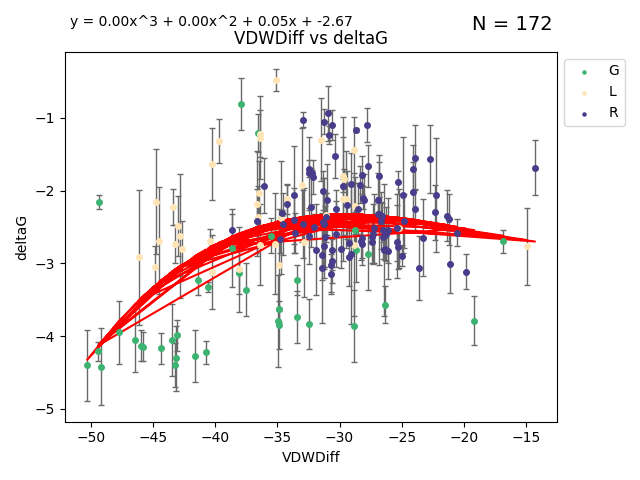 y = 0.00x^3 + 0.00x^2 + 0.05x + -2.67
N = 172
VDWDiff vs deltaG
G
L
R
−1
−2
−3
−4
−5
deltaG
−50
−45
−40
−35
−30
−25
−20
−15
VDWDiff